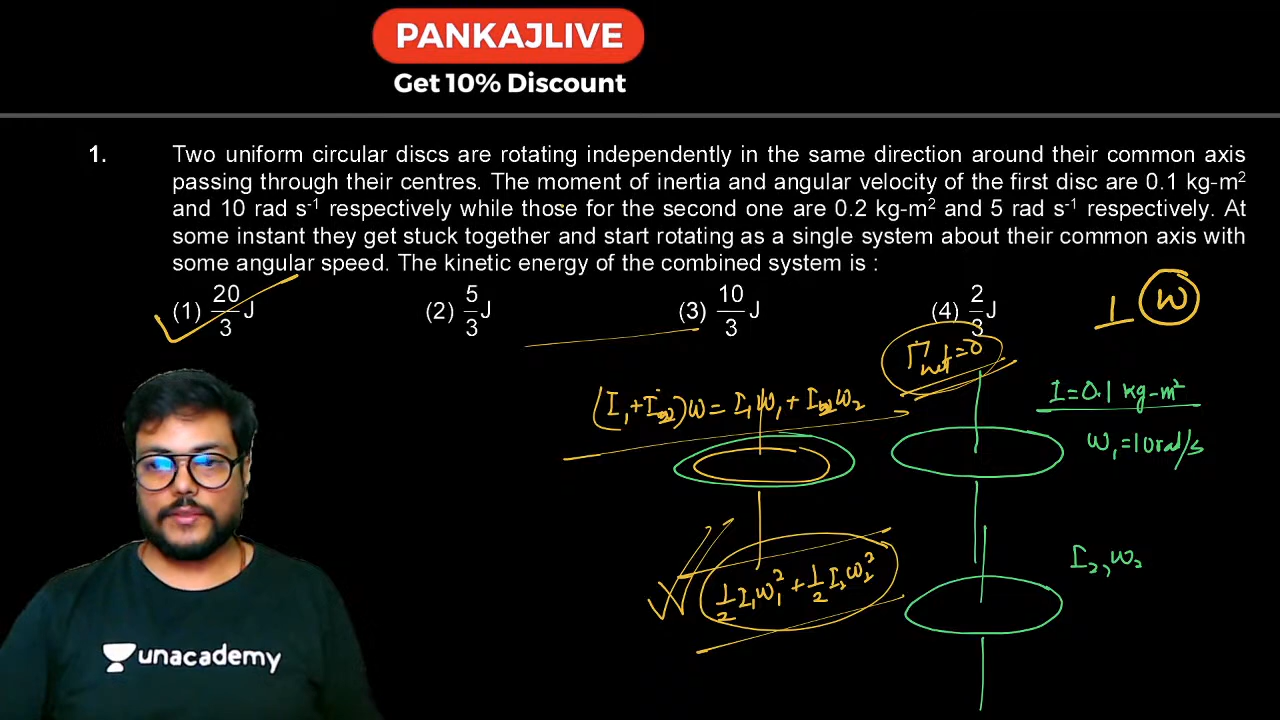 PANKAJLIVE
Get 10% Discount
1. Two uniform circular discs are rotating independently in the same direction around their common axis
passing through their centres. The moment of inertia and angular velocity of the first disc are 0.1 kg-m²
and 10 rad s⁻¹ respectively while those for the second one are 0.2 kg-m² and 5 rad s⁻¹ respectively. At
some instant they get stuck together and start rotating as a single system about their common axis with
some angular speed. The kinetic energy of the combined system is :
(1) 20/3 J (2) 5/3 J (3) 10/3 J (4) 2/3 J
I ω
Γnet=0
(I₁+I₂)ω = I₁ω₁ + I₂ω₂
I=0.1 kg-m²
ω₁=10rad/s
I₂,ω₂
½I₁ω₁²+½I₂ω₂²
unacademy